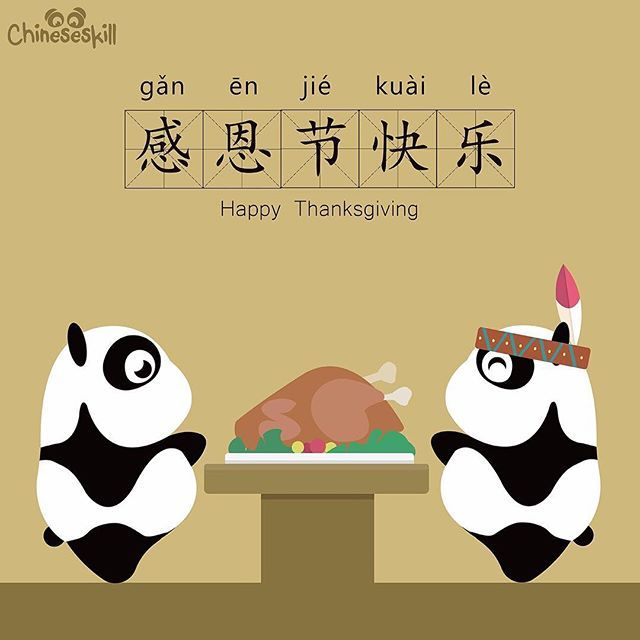 Chineseskill
gǎn ēn jié kuài lè
感恩节快乐
Happy Thanksgiving